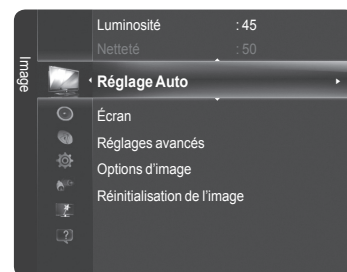 Image
Luminosité : 45
Netteté : 50
Réglage Auto
Écran
Réglages avancés
Options d'image
Réinitialisation de l'image